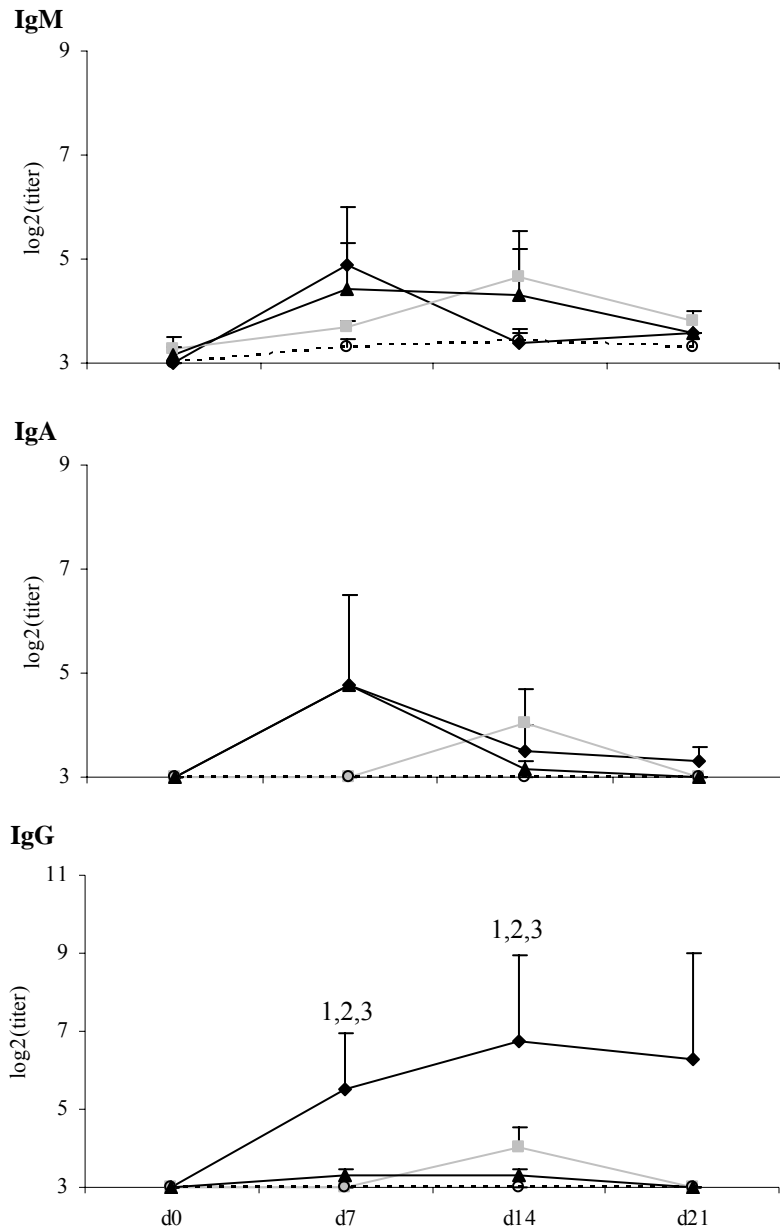 IgM
9
7
log2(titer)
5
3
IgA
9
7
log2(titer)
5
3
IgG
11
9
1,2,3
1,2,3
7
log2(titer)
5
3
d0 d7 d14 d21